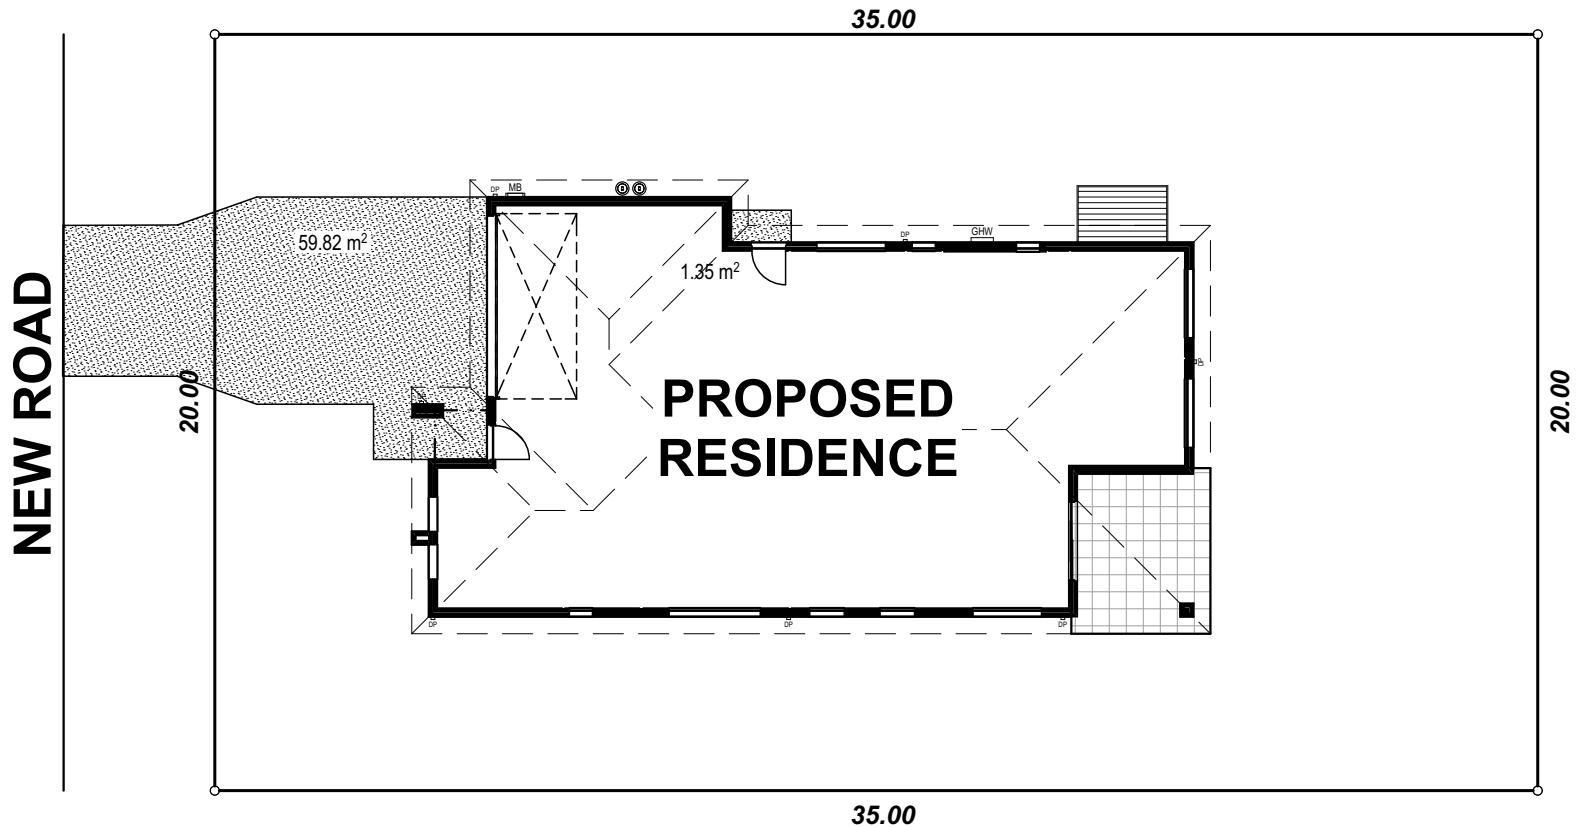 35.00
DP
MB
59.82 m²
DP
GHW
1.35 m²
NEW ROAD
20.00
PROPOSED
RESIDENCE
DP
20.00
DP
DP
DP
35.00